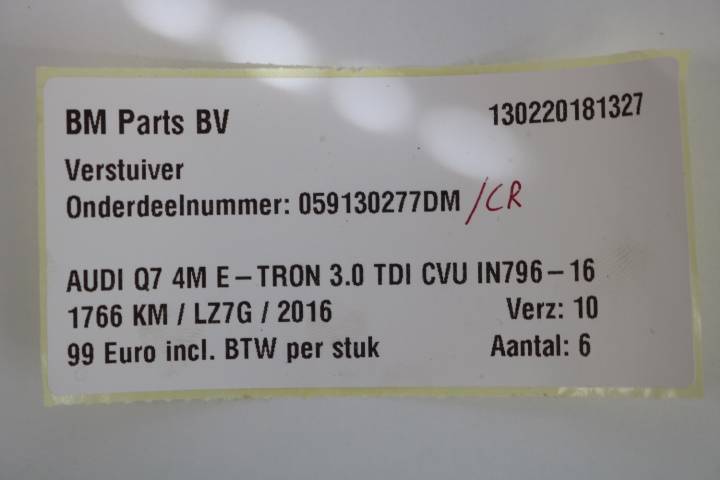 BM Parts BV 130220181327
Verstuiver
Onderdeelnummer: 059130277DM /CR
AUDI Q7 4M E-TRON 3.0 TDI CVU IN796-16
1766 KM / LZ7G / 2016 Verz: 10
99 Euro incl. BTW per stuk Aantal: 6